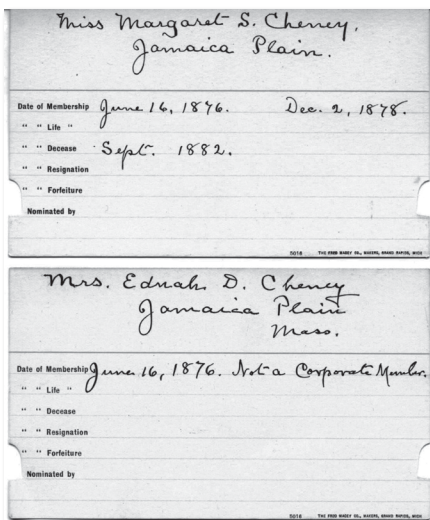 Miss Margaret S. Cheney,
Jamaica Plain.
Date of Membership June 16, 1876. Dec. 2, 1878.
" " Life "
" " Decease Sept. 1882.
" " Resignation
" " Forfeiture
Nominated by
5018 THE FRED MACEY CO., MAKERS, GRAND RAPIDS, MICH.
Mrs. Ednah D. Cheney
Jamaica Plain
Mass.
Date of Membership June 16, 1876. Not a Corporate Member.
" " Life "
" " Decease
" " Resignation
" " Forfeiture
Nominated by
5018 THE FRED MACEY CO., MAKERS, GRAND RAPIDS, MICH.